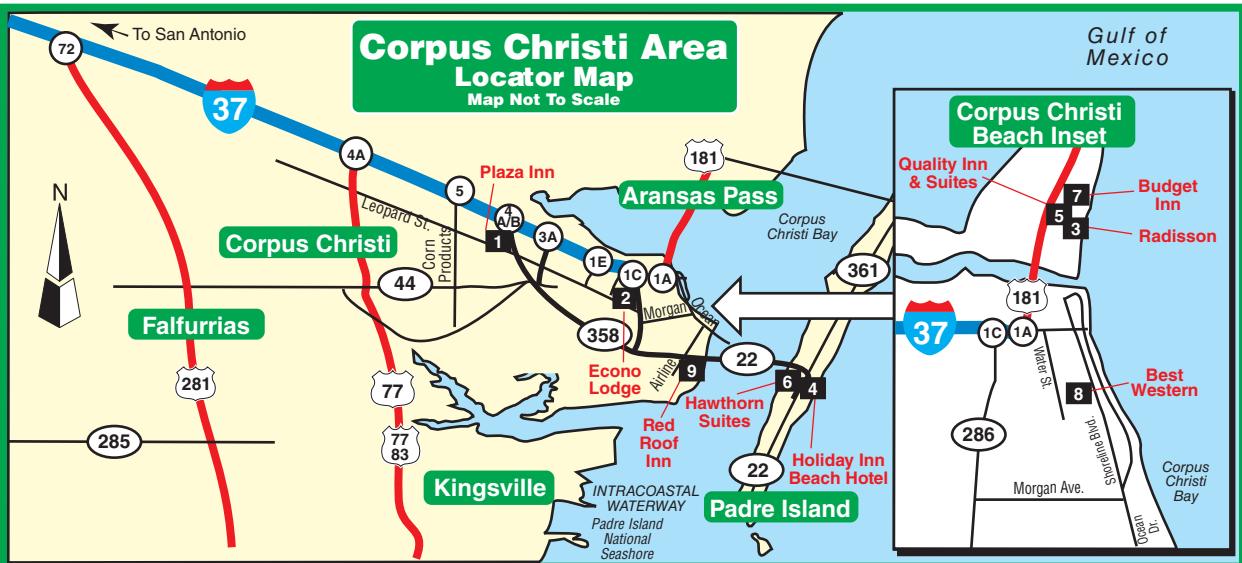 To San Antonio
Corpus Christi Area
Locator Map
Map Not To Scale
Gulf of
Mexico
72
37
4A
5
4
A/B
3A
1E
1C
1A
181
N
Leopard St.
Corn
Products
Plaza Inn
1
Aransas Pass
Corpus
Christi Bay
Corpus Christi
44
Falfurrias
281
77
285
77
83
Kingsville
358
2
Morgan
Ocean
Econo
Lodge
Airline
9
Red
Roof
Inn
22
361
6
4
Hawthorn
Suites
Holiday Inn
Beach Hotel
22
Padre Island
INTRACOASTAL
WATERWAY
Padre Island
National
Seashore
Corpus Christi
Beach Inset
Quality Inn
& Suites
7
Budget
Inn
5
3
Radisson
181
37
1C
1A
Water St.
8
Best
Western
286
Shoreline Blvd.
Morgan Ave.
Corpus
Christi
Bay
Ocean
Dr.